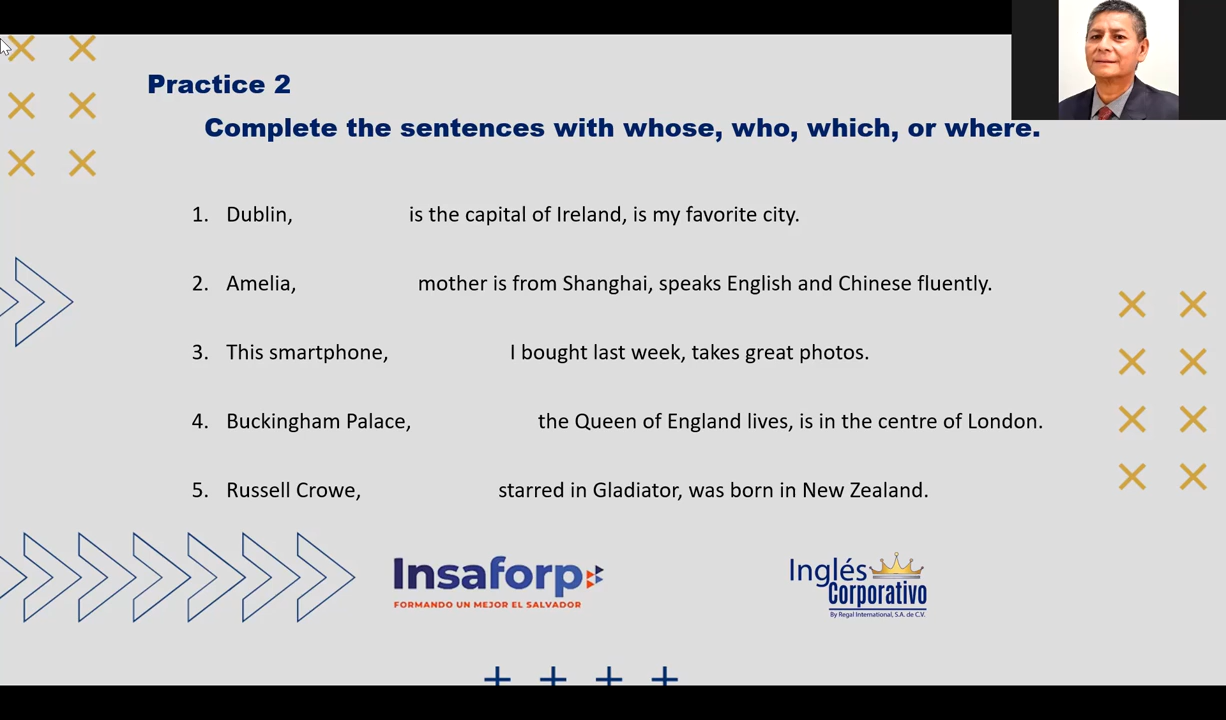 Practice 2
Complete the sentences with whose, who, which, or where.
1. Dublin, is the capital of Ireland, is my favorite city.
2. Amelia, mother is from Shanghai, speaks English and Chinese fluently.
3. This smartphone, I bought last week, takes great photos.
4. Buckingham Palace, the Queen of England lives, is in the centre of London.
5. Russell Crowe, starred in Gladiator, was born in New Zealand.
Insaforp
FORMANDO UN MEJOR EL SALVADOR
Inglés
Corporativo
By Regal International, S.A. de C.V.